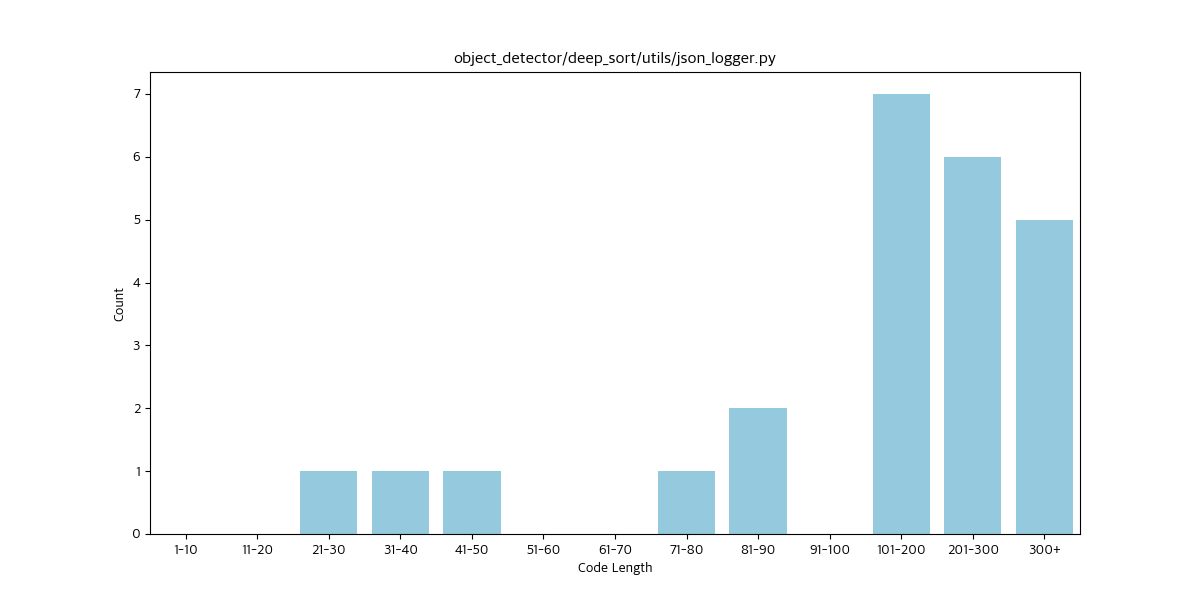 object_detector/deep_sort/utils/json_logger.py
7
6
5
4
3
2
1
0
Count
1-10 11-20 21-30 31-40 41-50 51-60 61-70 71-80 81-90 91-100 101-200 201-300 300+
Code Length